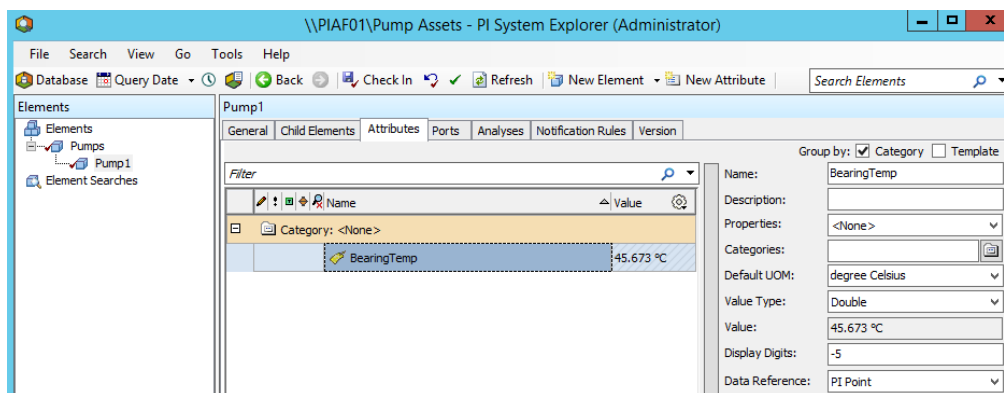 \\PIAF01\Pump Assets - PI System Explorer (Administrator)
File Search View Go Tools Help
Database Query Date Back Check In Refresh New Element New Attribute Search Elements
Elements
Elements
Pumps
Pump1
Element Searches
Pump1
General Child Elements Attributes Ports Analyses Notification Rules Version
Group by: Category Template
Filter
Name Value
Category: <None>
BearingTemp 45.673 °C
Name: BearingTemp
Description:
Properties: <None>
Categories:
Default UOM: degree Celsius
Value Type: Double
Value: 45.673 °C
Display Digits: -5
Data Reference: PI Point